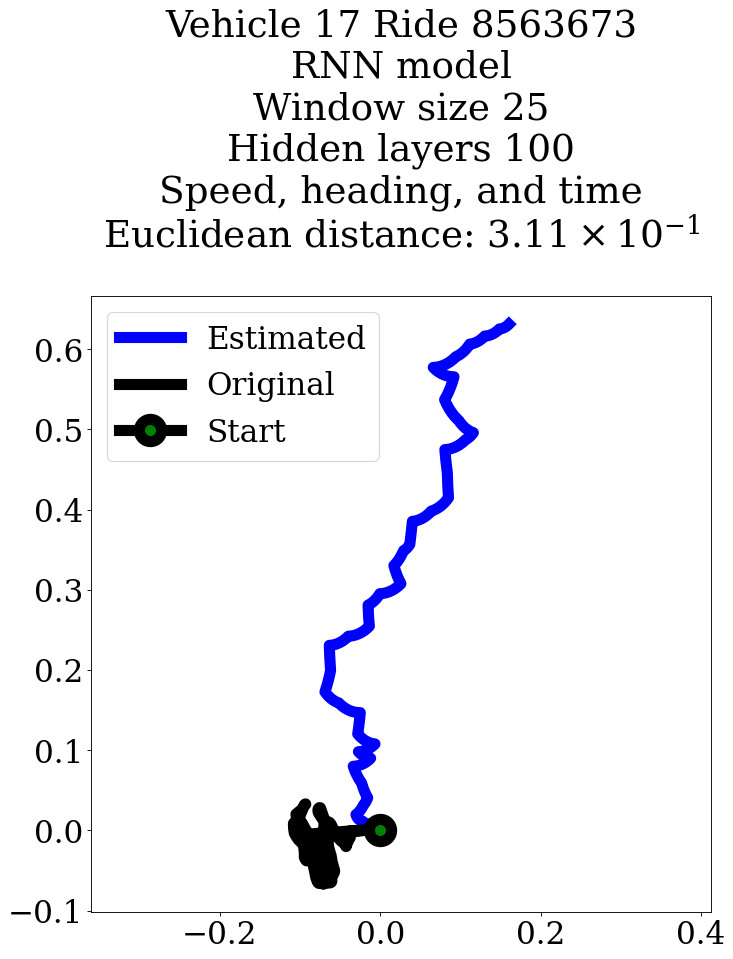 Vehicle 17 Ride 8563673
RNN model
Window size 25
Hidden layers 100
Speed, heading, and time
Euclidean distance: 3.11 × 10⁻¹
Estimated
Original
Start
0.6
0.5
0.4
0.3
0.2
0.1
0.0
−0.1
−0.2 0.0 0.2 0.4